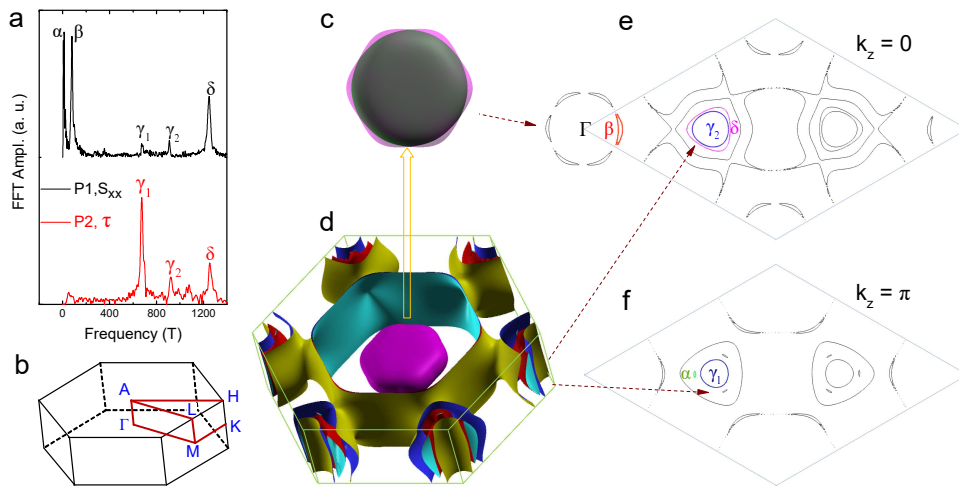 a
α β
γ1 γ2 δ
P1,Sxx
P2, τ
γ1
γ2 δ
FFT Ampl. (a. u.)
0 400 800 1200
Frequency (T)
b
A H
L
Γ K
M
c
d
e
kz = 0
Γ β γ2 δ
f
kz = π
α γ1